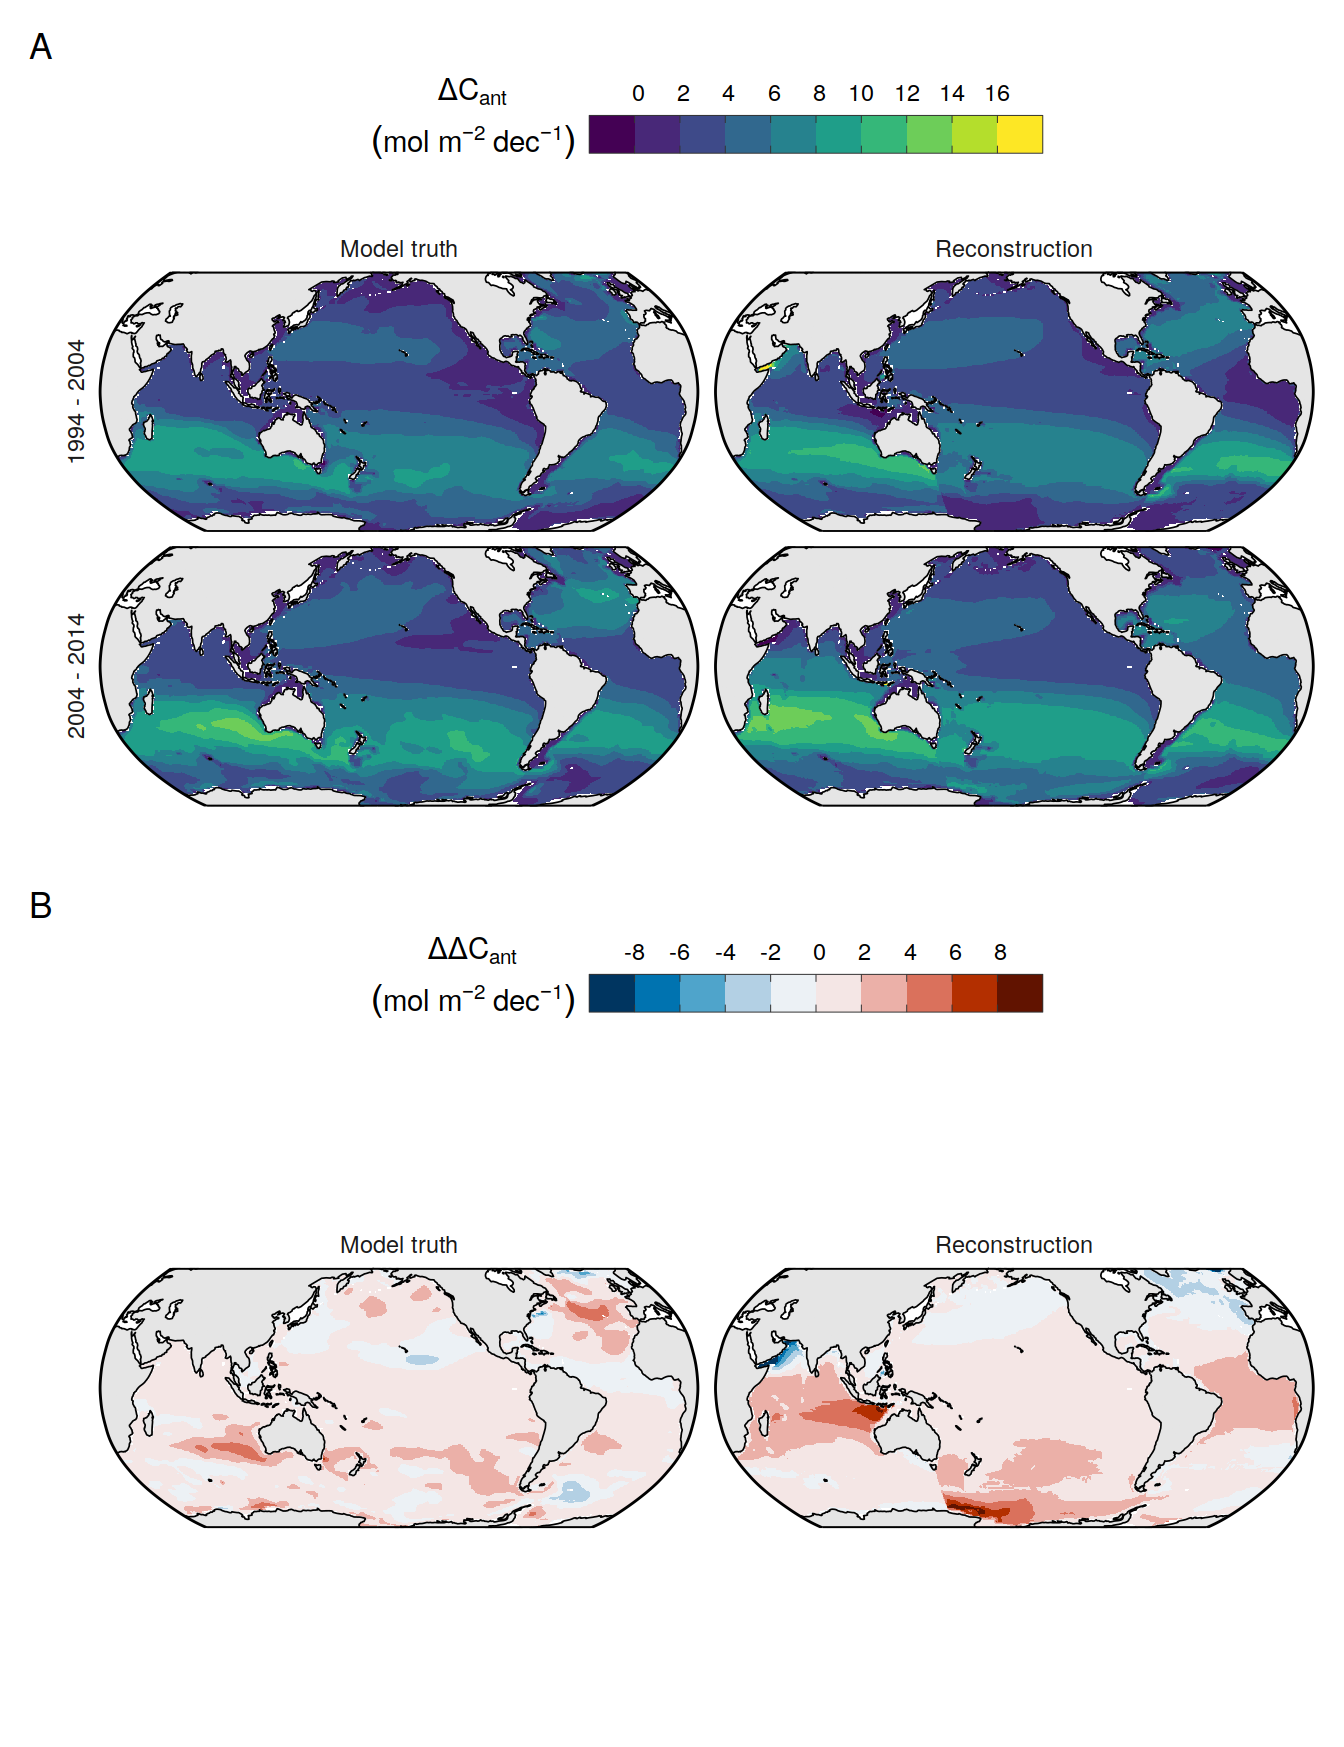 A
ΔCant
0 2 4 6 8 10 12 14 16
(mol m−2 dec−1)
Model truth
Reconstruction
1994 - 2004
2004 - 2014
B
ΔΔCant
-8 -6 -4 -2 0 2 4 6 8
(mol m−2 dec−1)
Model truth
Reconstruction